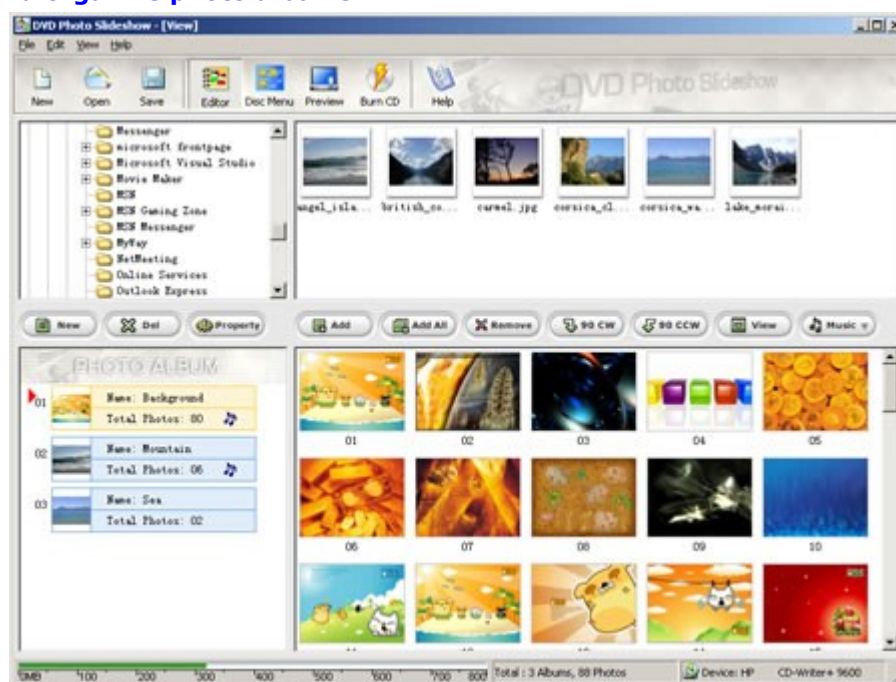 DVD Photo Slideshow - [View]
File Edit View Help
New Open Save Editor Disc Menu Preview Burn CD Help
DVD Photo Slideshow
Messenger
microsoft frontpage
Microsoft Visual Studio
Movie Maker
MSN
MSN Gaming Zone
MSN Messenger
MyWay
NetMeeting
Online Services
Outlook Express
angel_isla... british_co... carmel.jpg corsica_cl... corsica_wa... lake_morai...
New Del Property
Add Add All Remove 90 CW 90 CCW View Music
PHOTO ALBUM
01 Name: Background
Total Photos: 80
02 Name: Mountain
Total Photos: 06
03 Name: Sea
Total Photos: 02
01 02 03 04 05
06 07 08 09 10
0MB 100 200 300 400 500 600 700 800
Total : 3 Albums, 88 Photos
Device: HP CD-Writer+ 9600